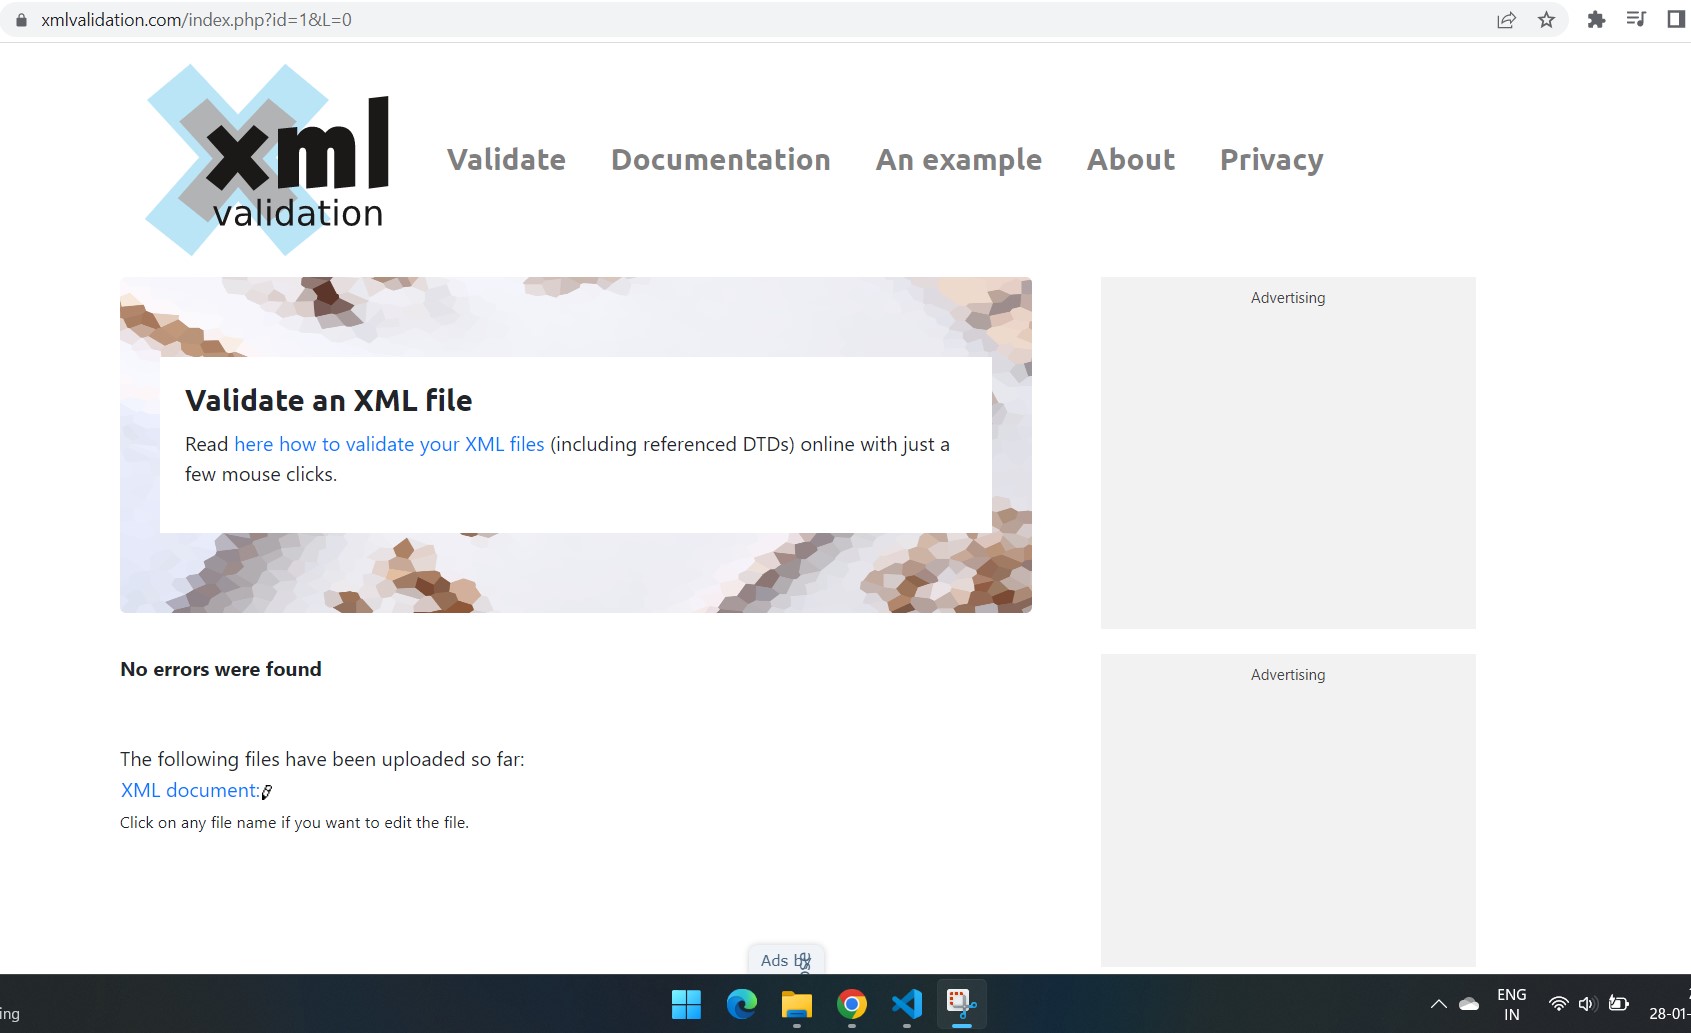 xmlvalidation.com/index.php?id=1&L=0
xml
validation
Validate
Documentation
An example
About
Privacy
Validate an XML file
Read here how to validate your XML files (including referenced DTDs) online with just a
few mouse clicks.
Advertising
No errors were found
Advertising
The following files have been uploaded so far:
XML document:
Click on any file name if you want to edit the file.
Ads by
ing
ENG
IN
28-01-